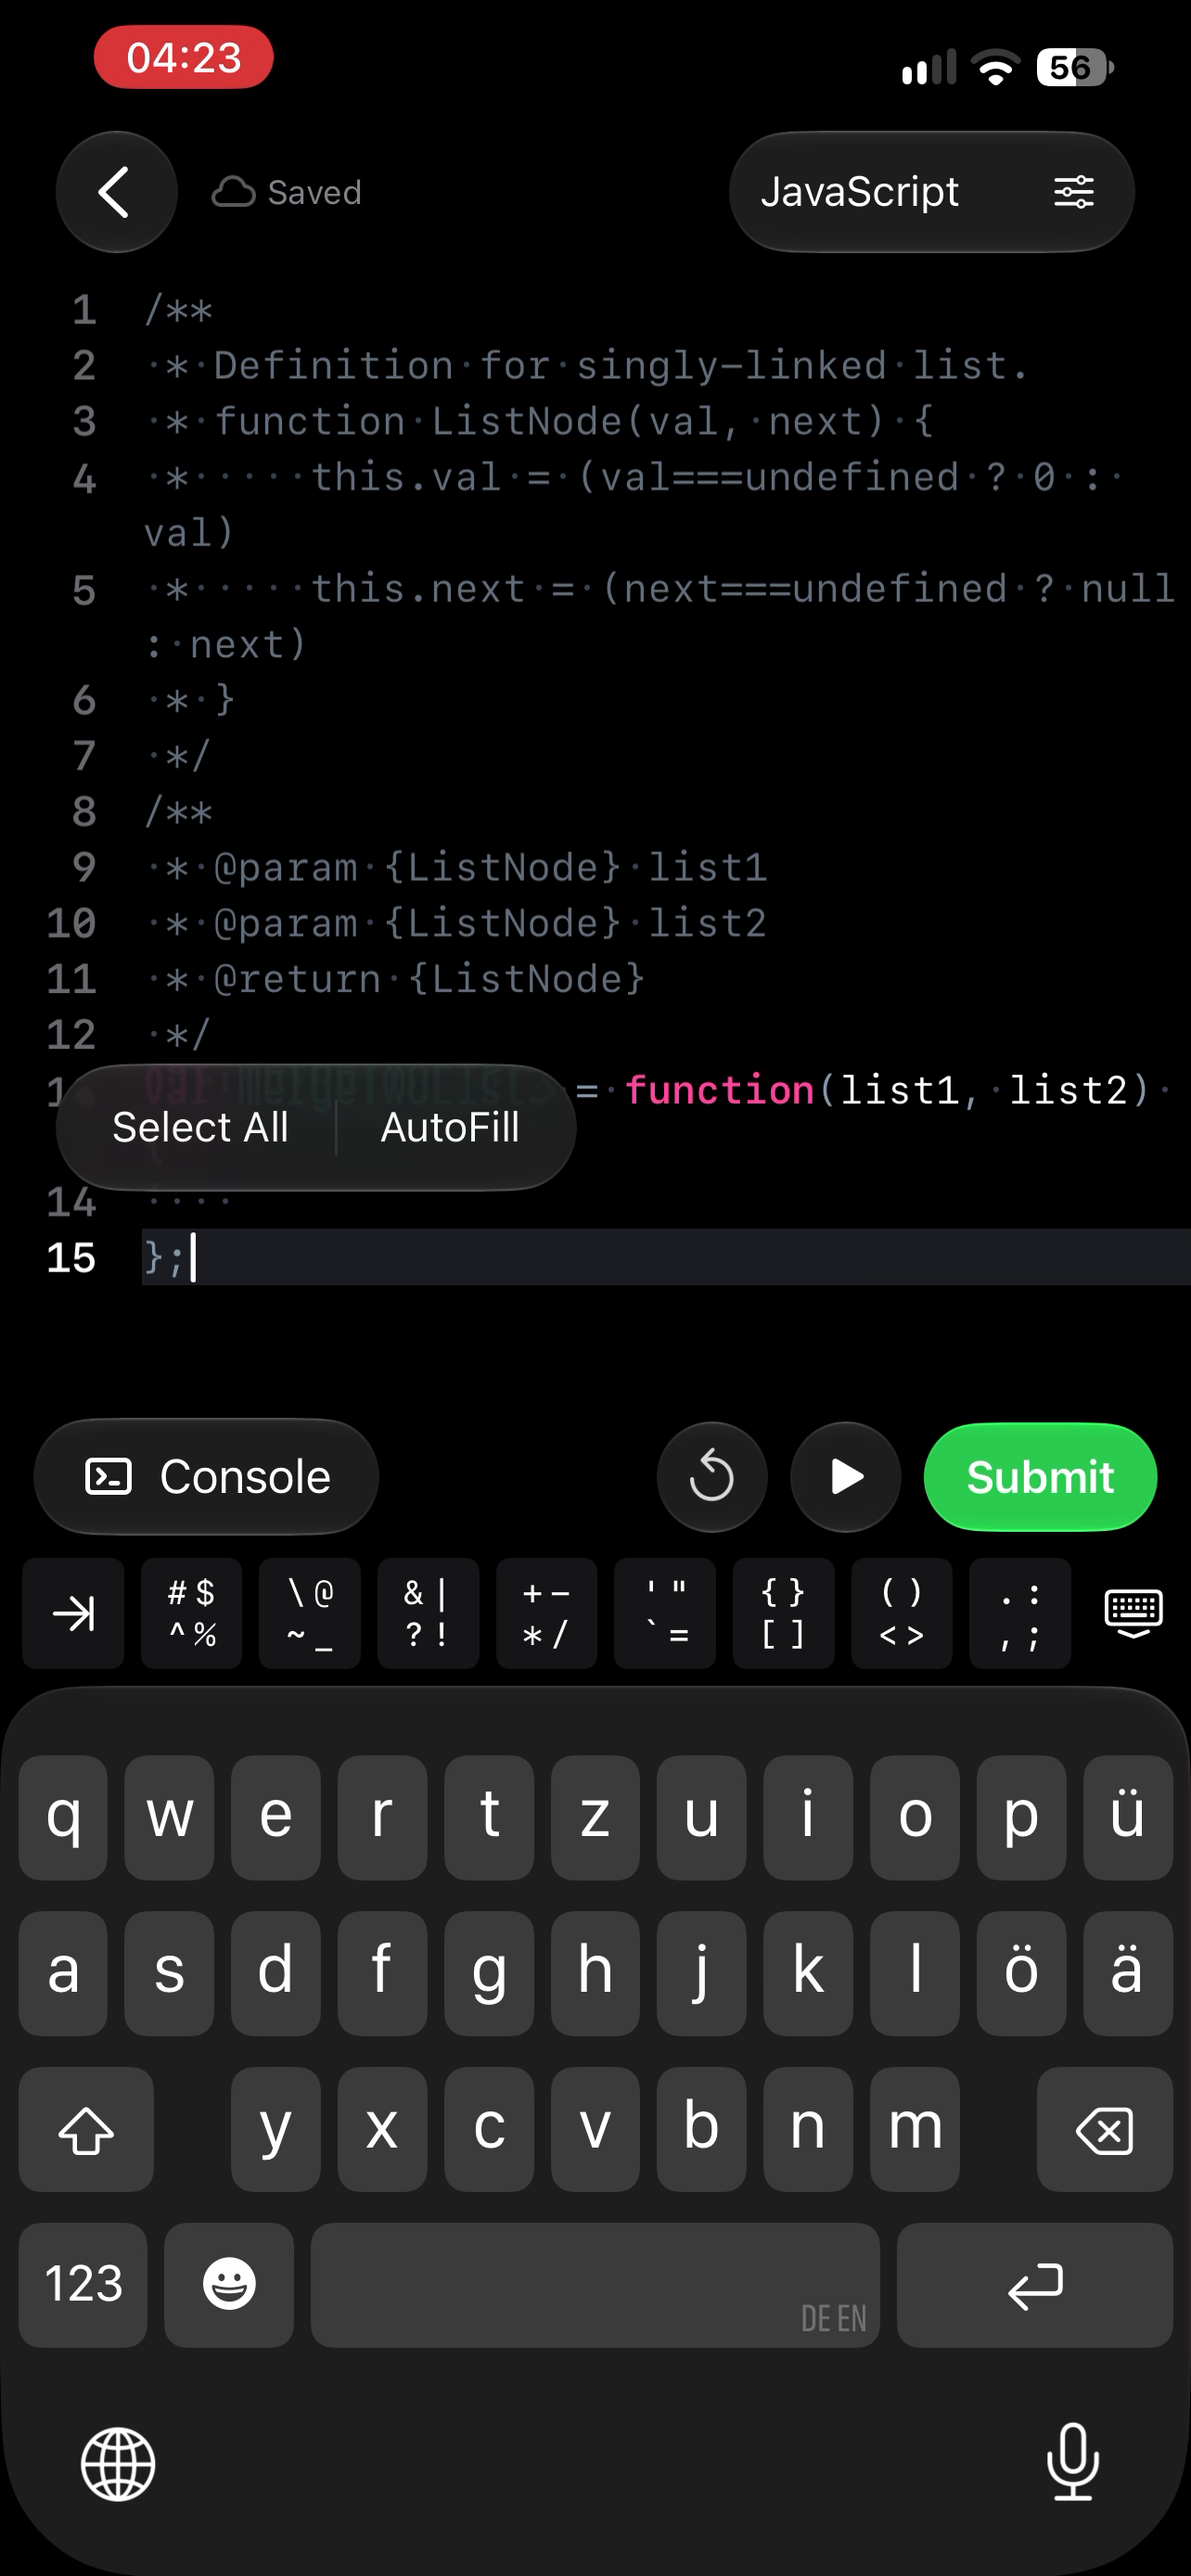 04:23
56
Saved
JavaScript
1 /**
2 ·*·Definition·for·singly-linked·list.
3 ·*·function·ListNode(val,·next)·{
4 ·*·····this.val·=·(val===undefined·?·0·:·
val)
5 ·*·····this.next·=·(next===undefined·?·null
:·next)
6 ·*·}
7 ·*/
8 /**
9 ·*·@param·{ListNode}·list1
10 ·*·@param·{ListNode}·list2
11 ·*·@return·{ListNode}
12 ·*/
=·function(list1,·list2)·
Select All AutoFill
14 ····
15 };
Console
Submit
# $ \ @ & | + - ' " { } ( ) . :
^ % ~ _ ? ! * / ` = [ ] < > , ;
q w e r t z u i o p ü
a s d f g h j k l ö ä
y x c v b n m
123
DE EN